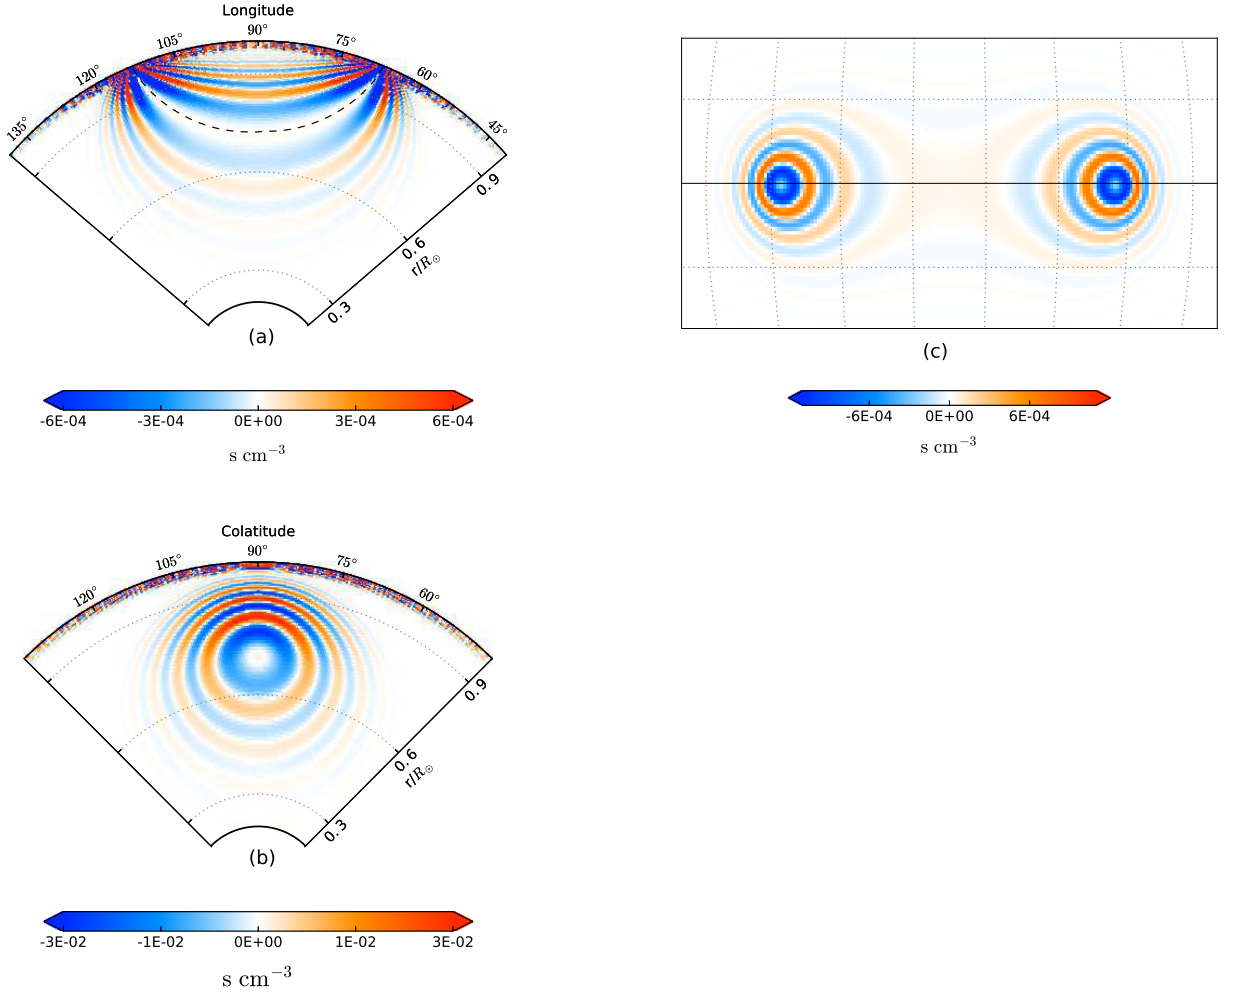 Longitude
135° 120° 105° 90° 75° 60° 45°
0.9
0.6
r/R⊙
0.3
(a)
-6E-04 -3E-04 0E+00 3E-04 6E-04
s cm⁻³
(c)
-6E-04 0E+00 6E-04
s cm⁻³
Colatitude
120° 105° 90° 75° 60°
0.9
0.6
r/R⊙
0.3
(b)
-3E-02 -1E-02 0E+00 1E-02 3E-02
s cm⁻³